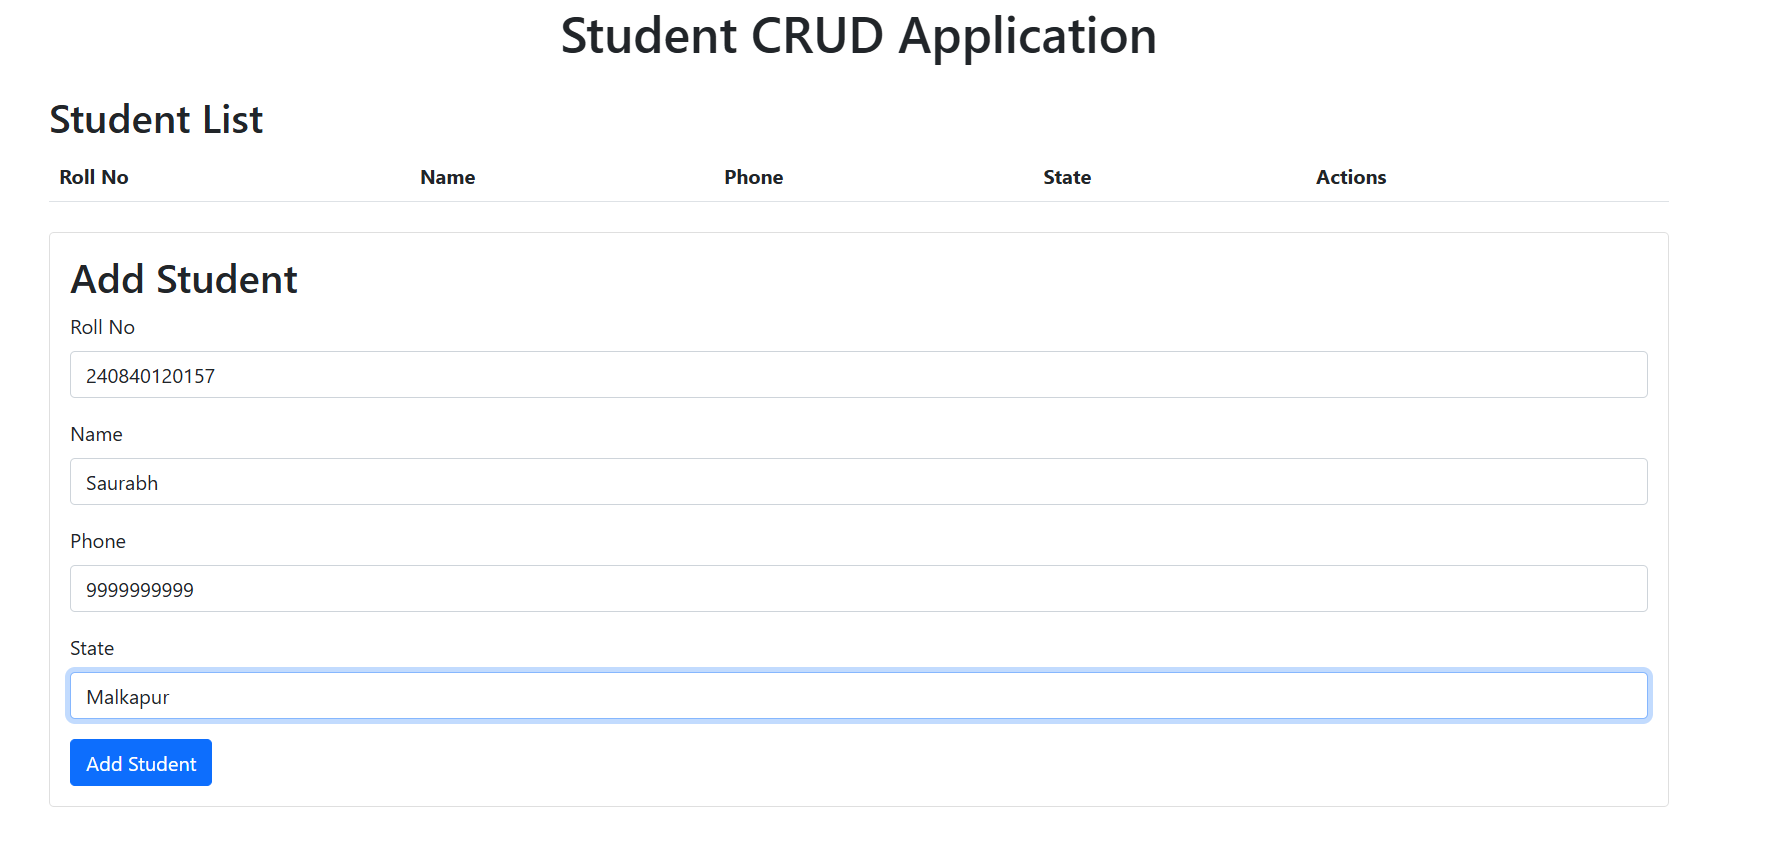 Student CRUD Application
Student List
Roll No Name Phone State Actions
Add Student
Roll No
240840120157
Name
Saurabh
Phone
9999999999
State
Malkapur
Add Student